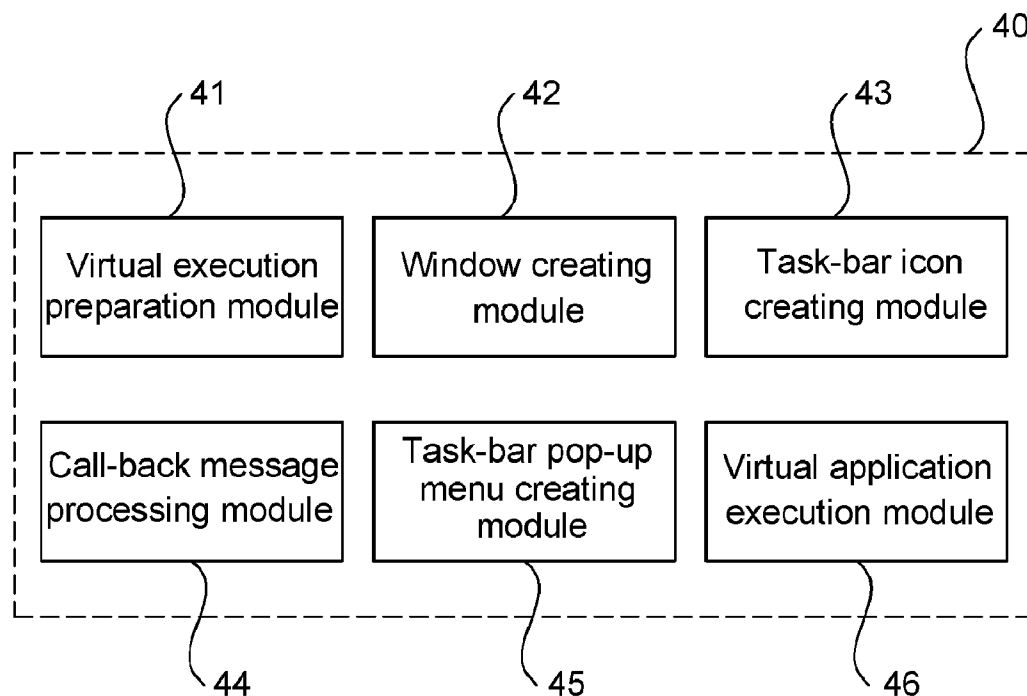 40
41
42
43
Virtual execution
preparation module
Window creating
module
Task-bar icon
creating module
Call-back message
processing module
Task-bar pop-up
menu creating
module
Virtual application
execution module
44
45
46